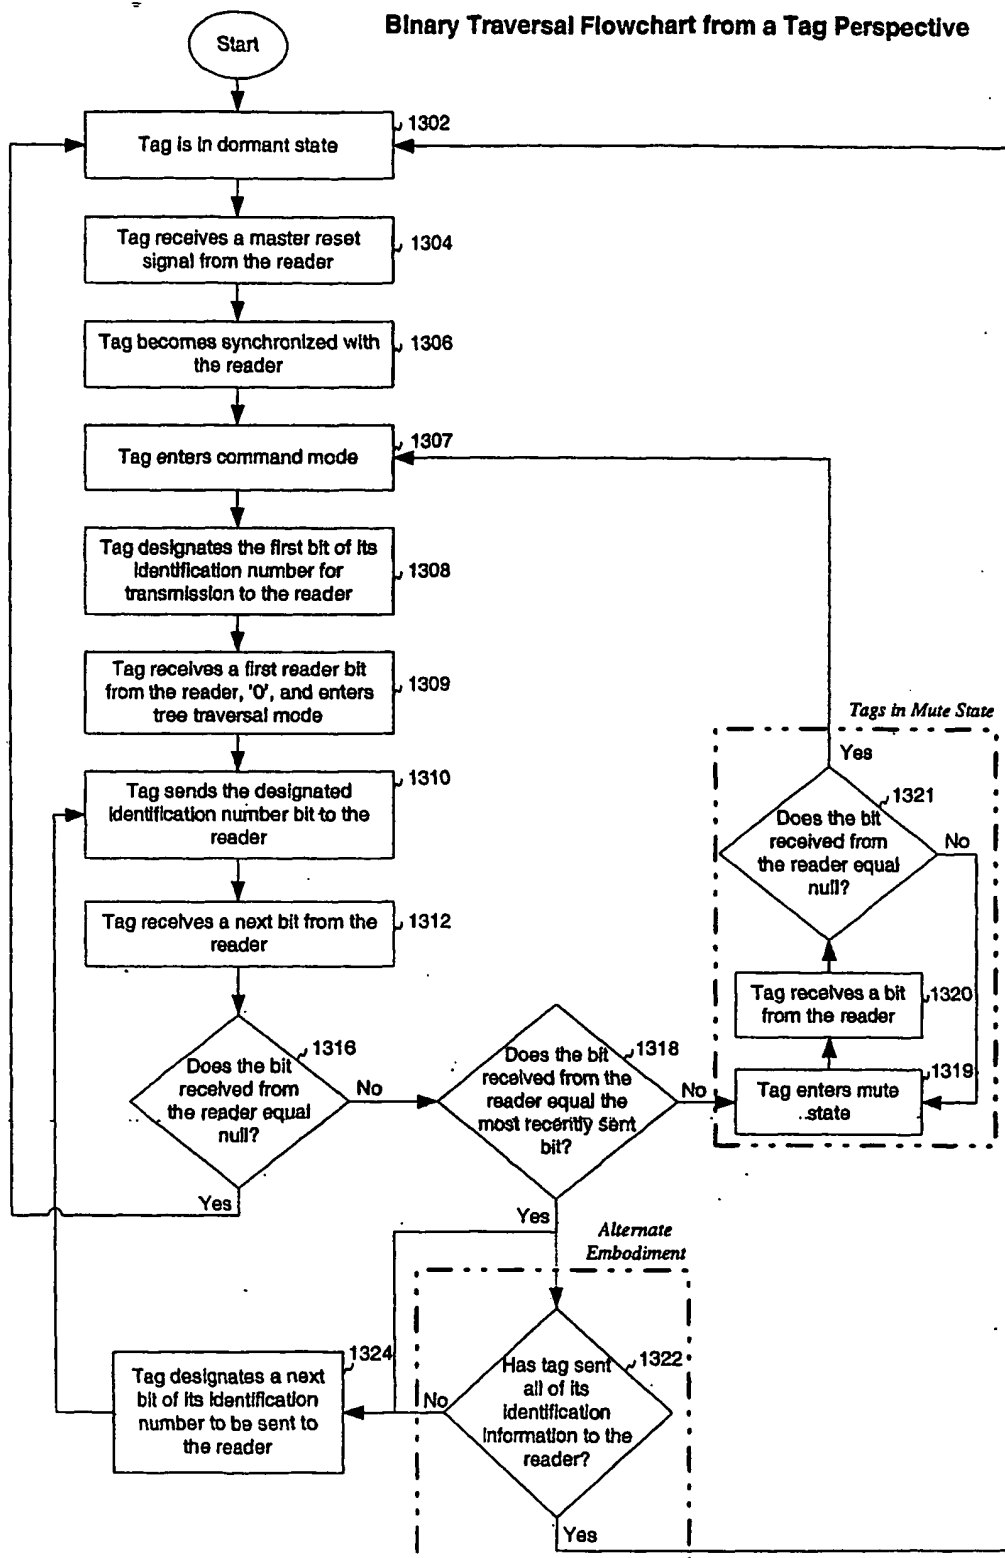 Binary Traversal Flowchart from a Tag Perspective
Start
1302
Tag is in dormant state
Tag receives a master reset
signal from the reader
1304
Tag becomes synchronized with
the reader
1306
1307
Tag enters command mode
Tag designates the first bit of its
identification number for
transmission to the reader
1308
Tag receives a first reader bit
from the reader, '0', and enters
tree traversal mode
1309
Tag sends the designated
identification number bit to the
reader
1310
Tag receives a next bit from the
reader
1312
1316
Does the bit
received from
the reader equal
null?
No
Yes
1318
Does the bit
received from the
reader equal the
most recently sent
bit?
No
Yes
Tags in Mute State
Yes
1321
Does the bit
received from
the reader equal
null?
No
Tag receives a bit
from the reader
1320
1319
Tag enters mute
state
Alternate
Embodiment
1322
Has tag sent
all of its
identification
information to the
reader?
No
Yes
1324
Tag designates a next
bit of its identification
number to be sent to
the reader